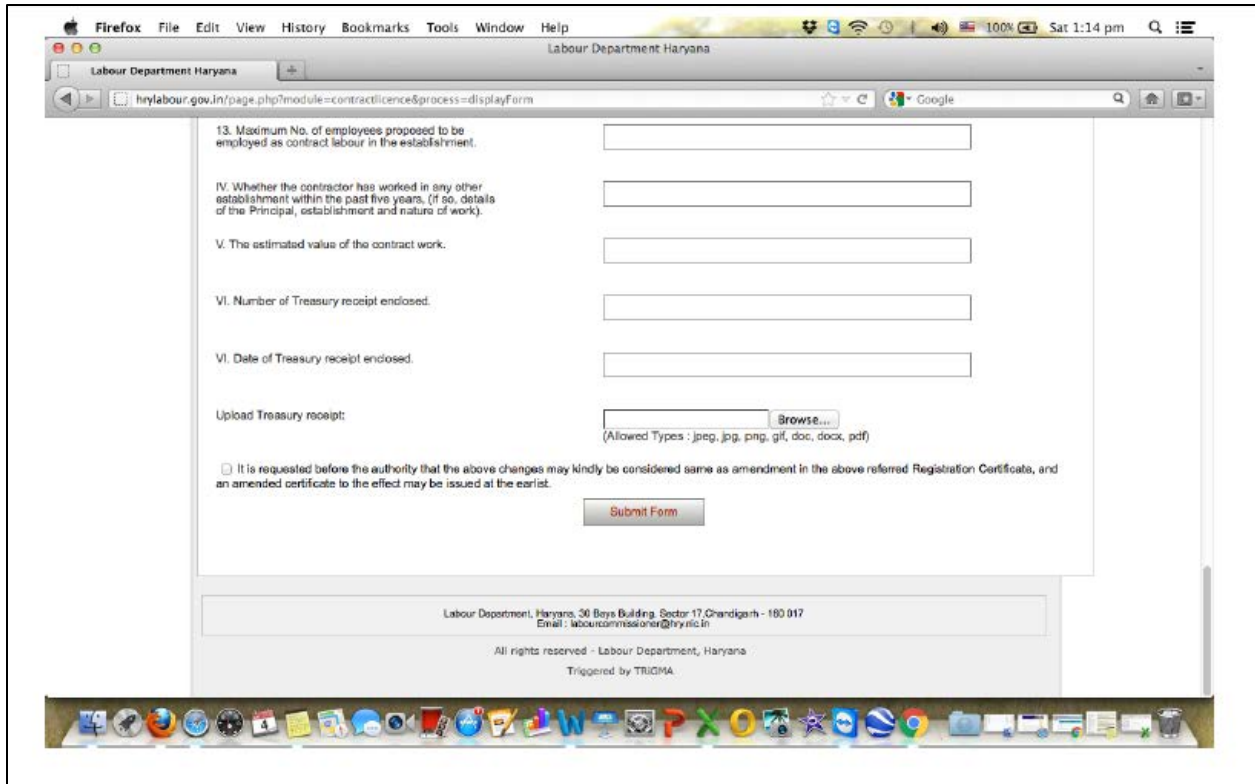 Firefox File Edit View History Bookmarks Tools Window Help 100% Sat 1:14 pm
Labour Department Haryana
Labour Department Haryana
hrylabour.gov.in/page.php?module=contractlicence&process=displayForm Google
13. Maximum No. of employees proposed to be
employed as contract labour in the establishment.
IV. Whether the contractor has worked in any other
establishment within the past five years, (if so, details
of the Principal, establishment and nature of work).
V. The estimated value of the contract work.
VI. Number of Treasury receipt enclosed.
VI. Date of Treasury receipt enclosed.
Upload Treasury receipt: Browse...
(Allowed Types : jpeg, jpg, png, gif, doc, docx, pdf)
It is requested before the authority that the above changes may kindly be considered same as amendment in the above referred Registration Certificate, and
an amended certificate to the effect may be issued at the earlist.
Submit Form
Labour Department, Haryana, 30 Bays Building, Sector 17,Chandigarh - 160 017
Email : labourcommissioner@hry.nic.in
All rights reserved - Labour Department, Haryana
Triggered by TRiGMA